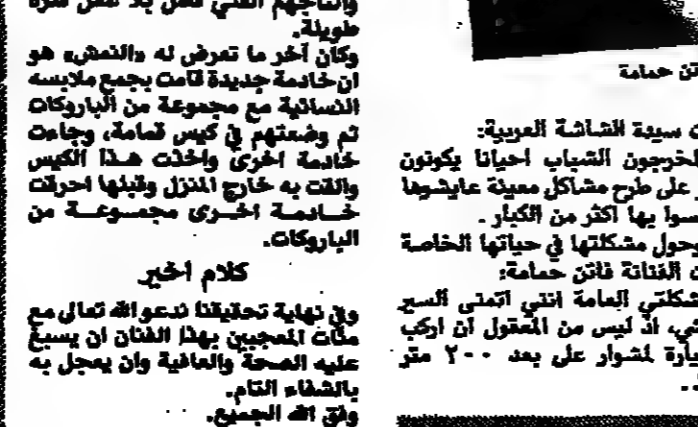 طويلة.
وكان آخر ما تعرض له «النمش» هو
ان خادمة جديدة قامت بجمع ملابسه
النسائية مع مجموعة من الباروكات
ثم وضعتهم في كيس قمامة، وجاءت
خادمة اخرى واخذت هذا الكيس
والقت به خارج المنزل وقبلها احرقت
خادمة اخرى مجموعة من
الباروكات.
كلام اخير
وفي نهاية تحقيقنا ندعو الله تعالى مع
مئات المعجبين بهذا الفنان ان يسبغ
عليه الصحة والعافية وان يعجل به
بالشفاء التام.
وفق الله الجميع.
حمامة
سيدة الشاشة العربية:
الشباب احيانا يكونون
على طرح مشاكل معينة عايشوها
بها اكثر من الكبار.
وحول مشكلتها في حياتها الخاصة
الفنانة فاتن حمامة:
العامة انني اتمنى السير
اذ ليس من المعقول ان اركب
لمشوار على بعد ٢٠٠ متر